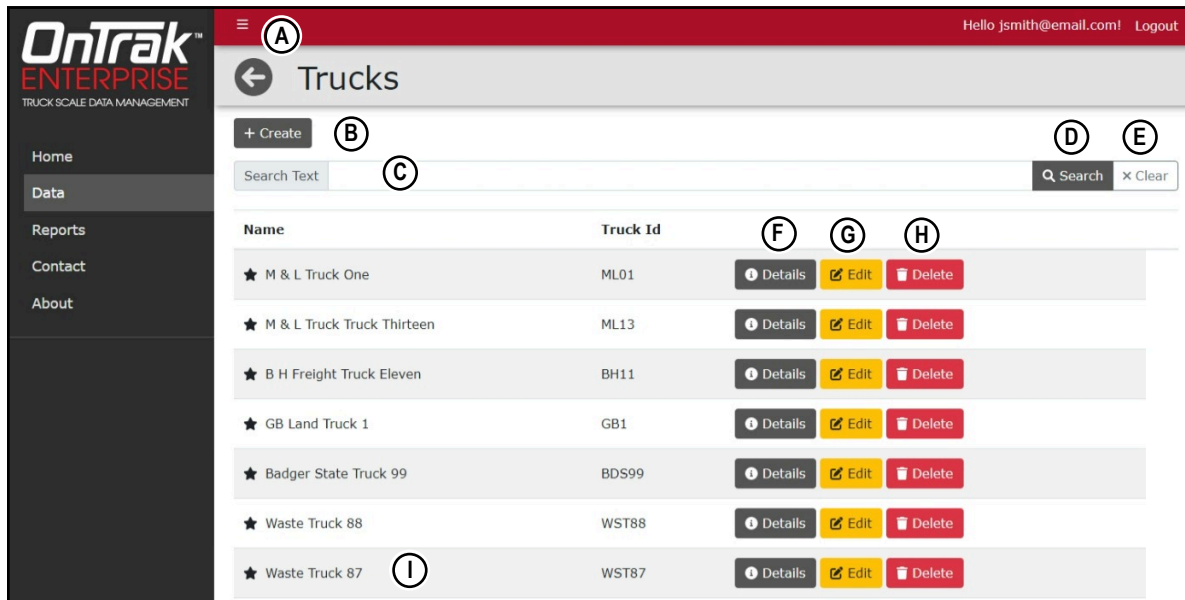 OnTrak™
ENTERPRISE
TRUCK SCALE DATA MANAGEMENT
Home
Data
Reports
Contact
About
A
Hello jsmith@email.com! Logout
Trucks
+ Create B
D E
Search Text C Search × Clear
Name Truck Id F G H
M & L Truck One ML01 Details Edit Delete
M & L Truck Truck Thirteen ML13 Details Edit Delete
B H Freight Truck Eleven BH11 Details Edit Delete
GB Land Truck 1 GB1 Details Edit Delete
Badger State Truck 99 BDS99 Details Edit Delete
Waste Truck 88 WST88 Details Edit Delete
Waste Truck 87 I WST87 Details Edit Delete